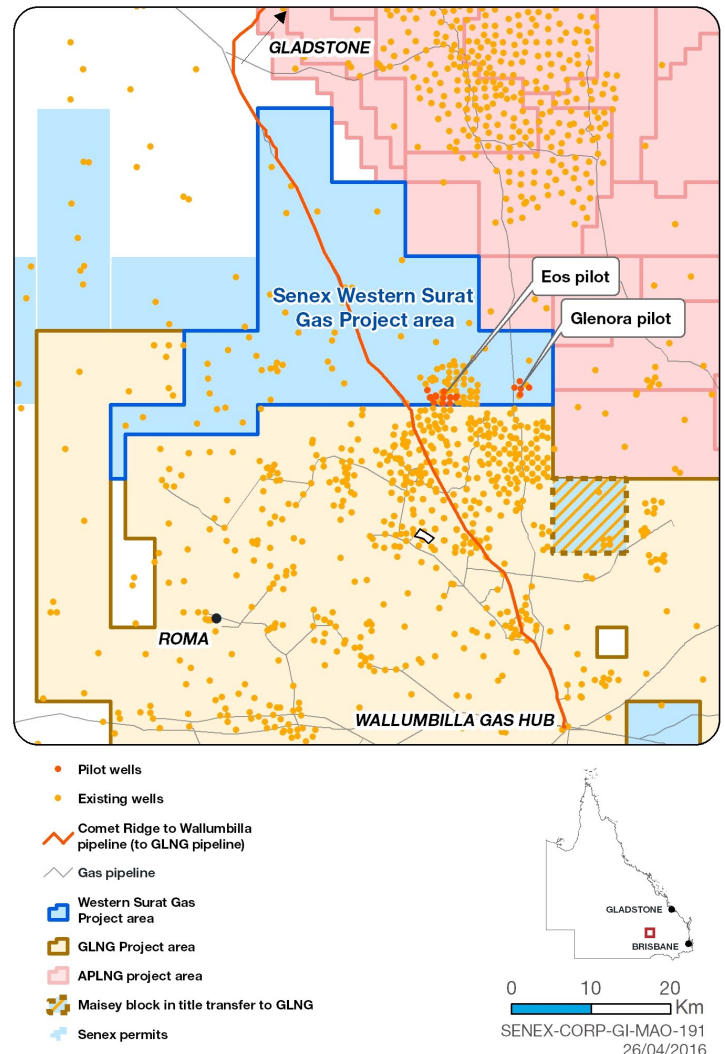 GLADSTONE
Eos pilot
Senex Western Surat
Gas Project area
Glenora pilot
ROMA
WALLUMBILLA GAS HUB
Pilot wells
Existing wells
Comet Ridge to Wallumbilla
pipeline (to GLNG pipeline)
Gas pipeline
Western Surat Gas
Project area
GLNG Project area
APLNG project area
Maisey block in title transfer to GLNG
Senex permits
GLADSTONE
BRISBANE
0 10 20
Km
SENEX-CORP-GI-MAO-191
26/04/2016